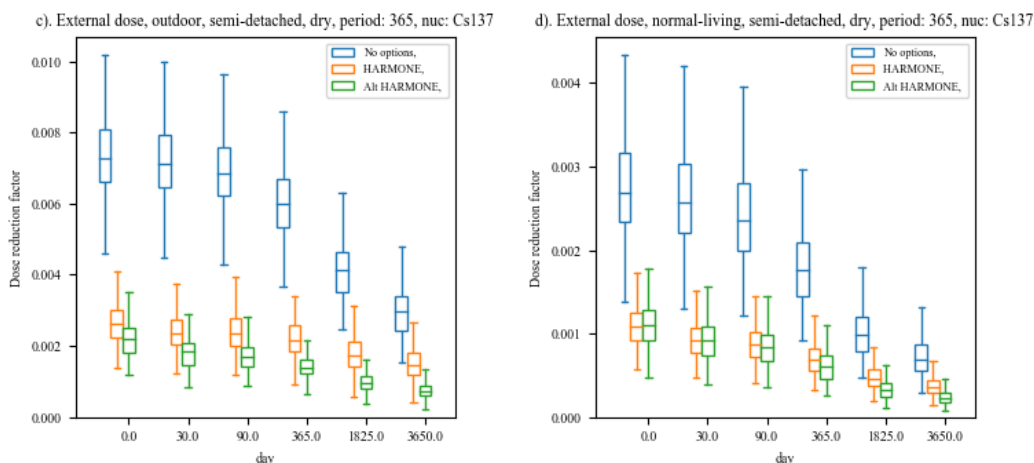 c). External dose, outdoor, semi-detached, dry, period: 365, nuc: Cs137
0.010
0.008
0.006
0.004
0.002
0.000
Dose reduction factor
No options,
HARMONE,
Alt HARMONE,
0.0 30.0 90.0 365.0 1825.0 3650.0
day
d). External dose, normal-living, semi-detached, dry, period: 365, nuc: Cs137
0.004
0.003
0.002
0.001
0.000
Dose reduction factor
No options,
HARMONE,
Alt HARMONE,
0.0 30.0 90.0 365.0 1825.0 3650.0
day